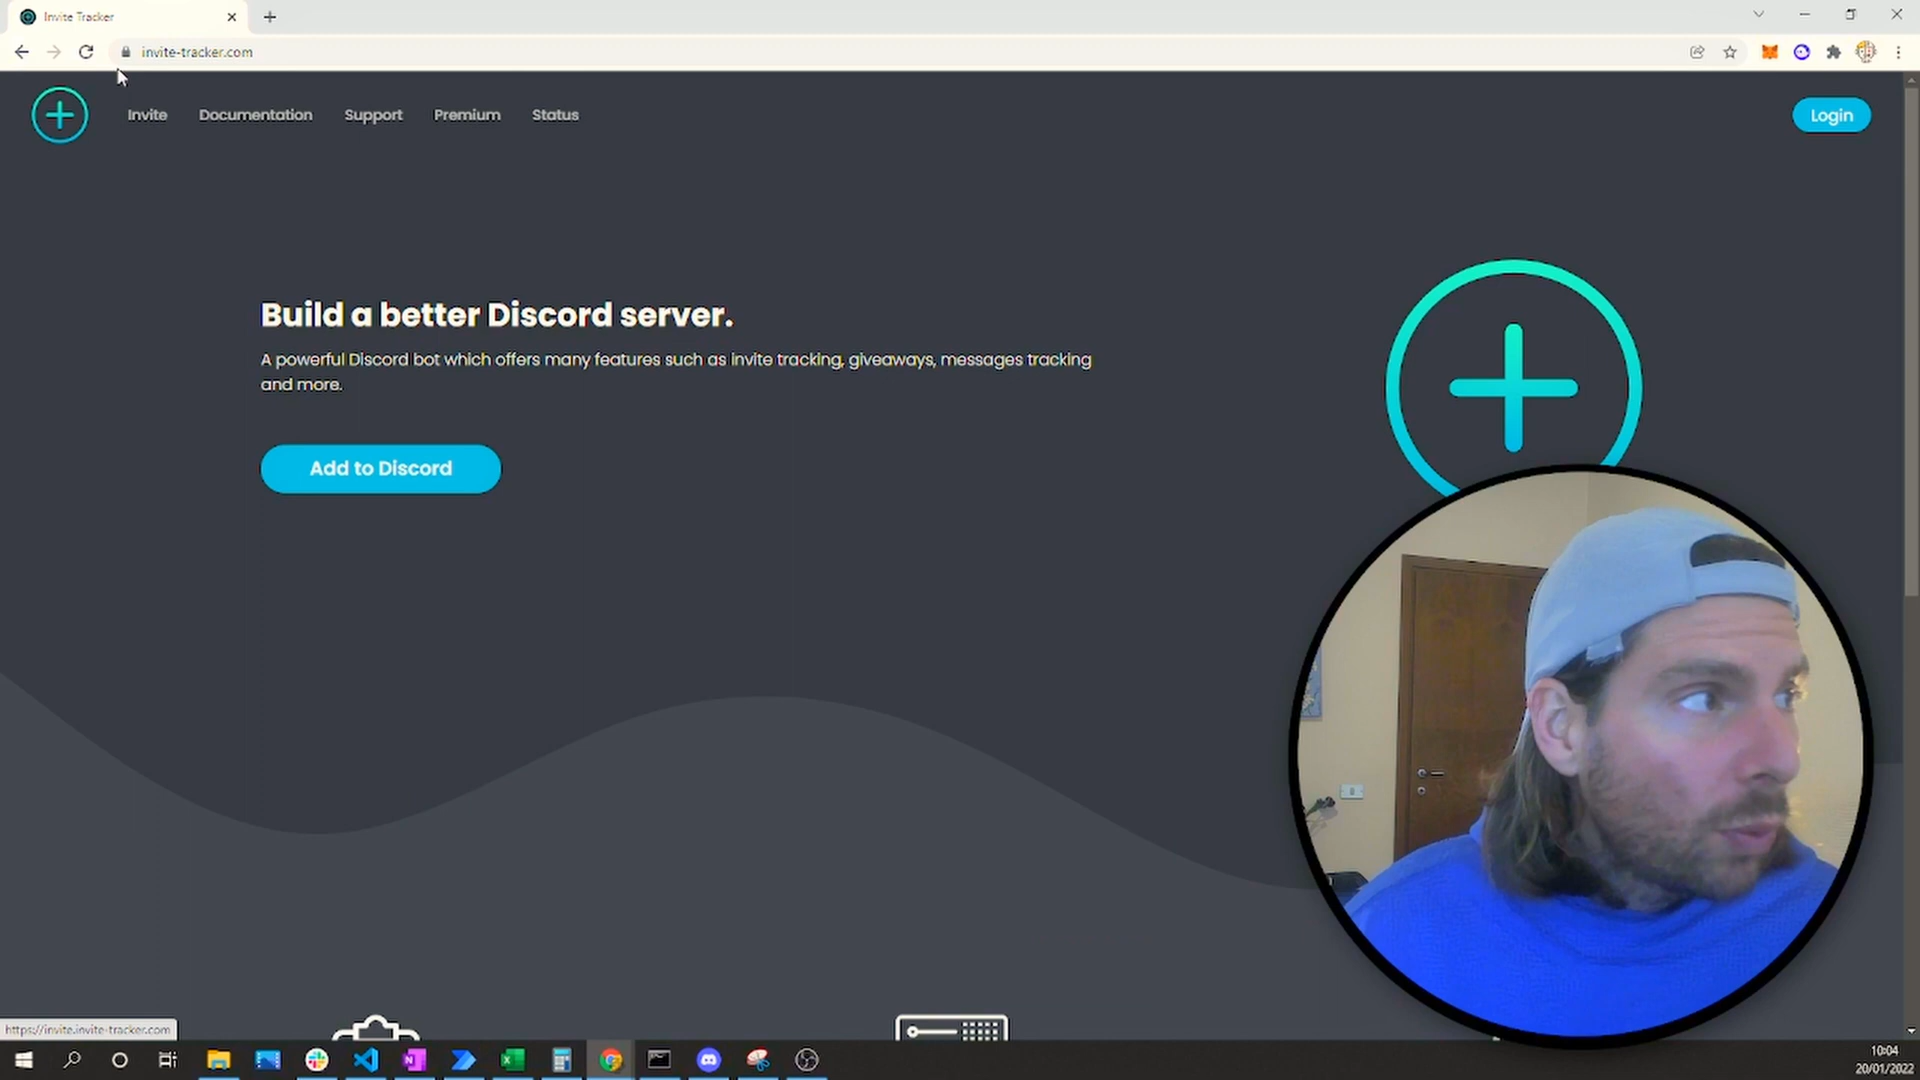 Invite Tracker
invite-tracker.com
Invite
Documentation
Support
Premium
Status
Login
Build a better Discord server.
A powerful Discord bot which offers many features such as invite tracking, giveaways, messages tracking
and more.
Add to Discord
https://invite.invite-tracker.com
10:04
20/01/2022